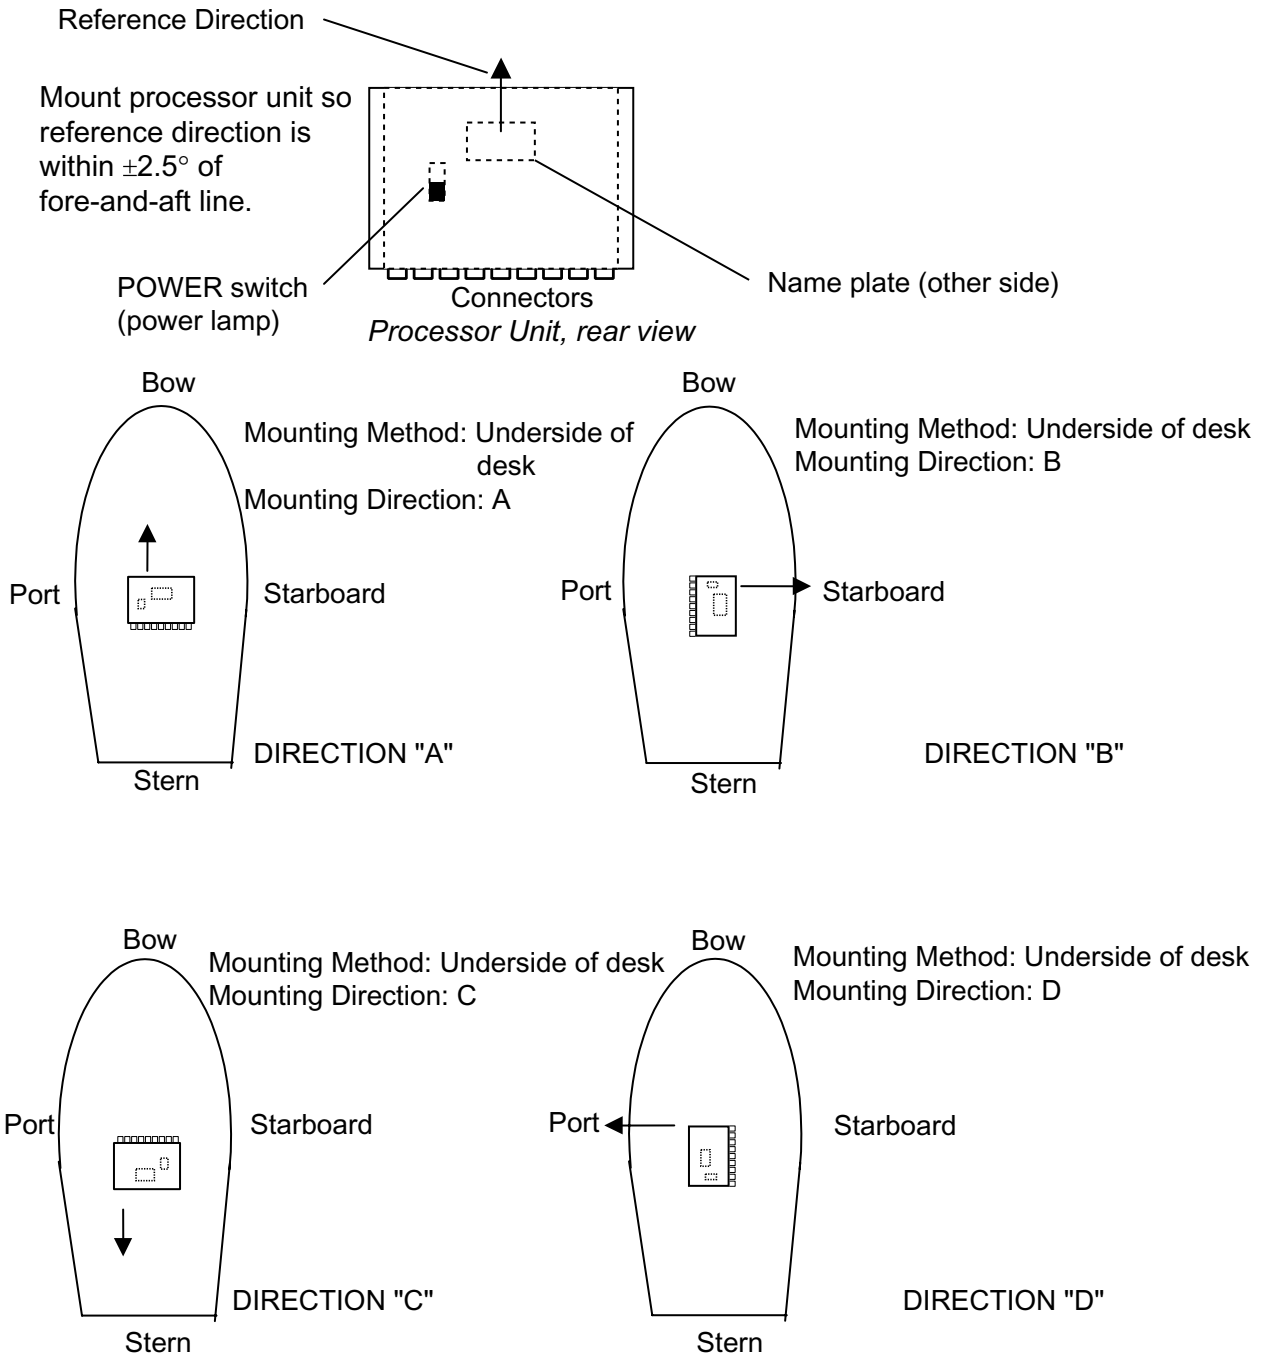 Reference Direction
Mount processor unit so
reference direction is
within ±2.5° of
fore-and-aft line.
POWER switch
(power lamp)
Connectors
Name plate (other side)
Processor Unit, rear view
Bow
Mounting Method: Underside of
desk
Mounting Direction: A
Port
Starboard
DIRECTION "A"
Stern
Bow
Mounting Method: Underside of desk
Mounting Direction: B
Port
Starboard
DIRECTION "B"
Stern
Bow
Mounting Method: Underside of desk
Mounting Direction: C
Port
Starboard
DIRECTION "C"
Stern
Bow
Mounting Method: Underside of desk
Mounting Direction: D
Port
Starboard
DIRECTION "D"
Stern